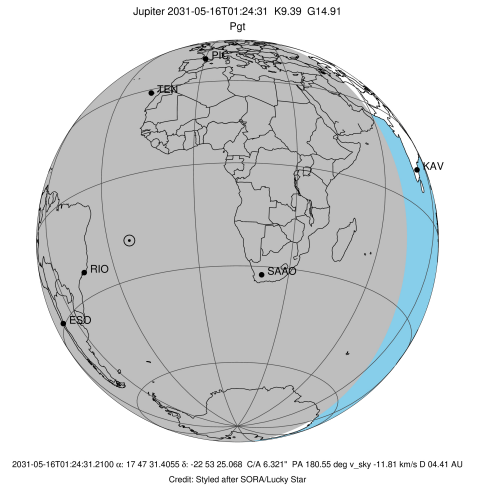 Jupiter 2031-05-16T01:24:31 K9.39 G14.91
Pgt
PIC
TEN
KAV
RIO
SAAO
ESO
2031-05-16T01:24:31.2100 α: 17 47 31.4055 δ: -22 53 25.068 C/A 6.321" PA 180.55 deg v_sky -11.81 km/s D 04.41 AU
Credit: Styled after SORA/Lucky Star